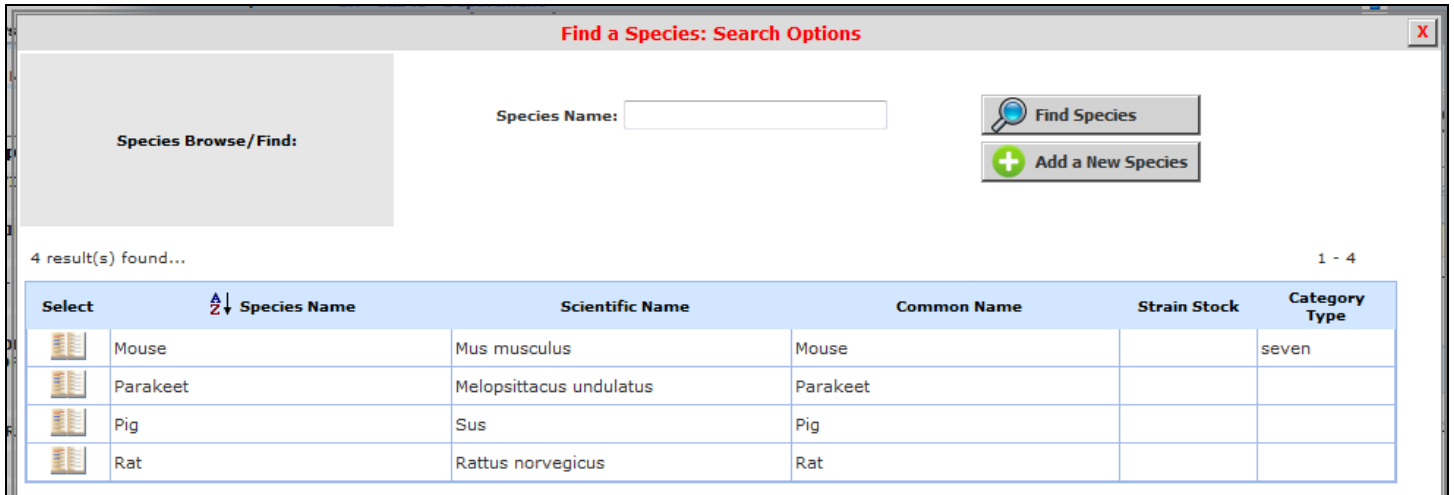 Find a Species: Search Options
X
Species Browse/Find:
Species Name:
Find Species
Add a New Species
4 result(s) found...
1 - 4
Select A Z Species Name Scientific Name Common Name Strain Stock Category Type
Mouse Mus musculus Mouse seven
Parakeet Melopsittacus undulatus Parakeet
Pig Sus Pig
Rat Rattus norvegicus Rat